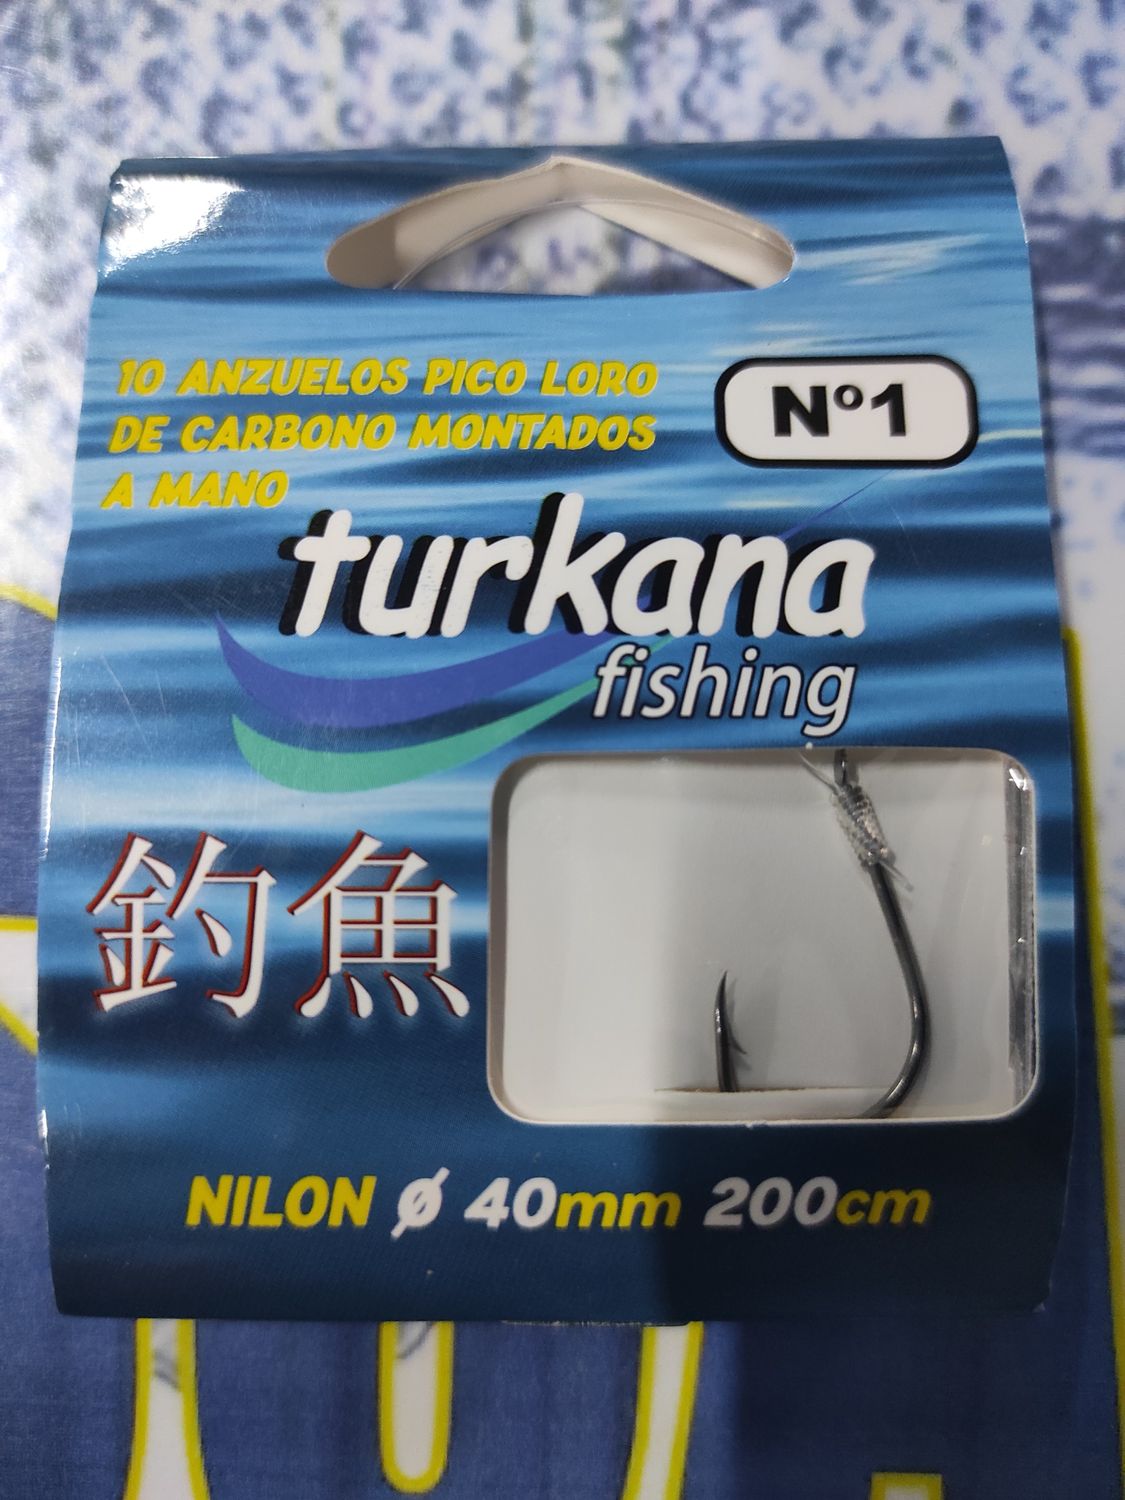 10 ANZUELOS PICO LORO
DE CARBONO MONTADOS
A MANO
Nº1
turkana
fishing
釣魚
NILON Ø 40mm 200cm